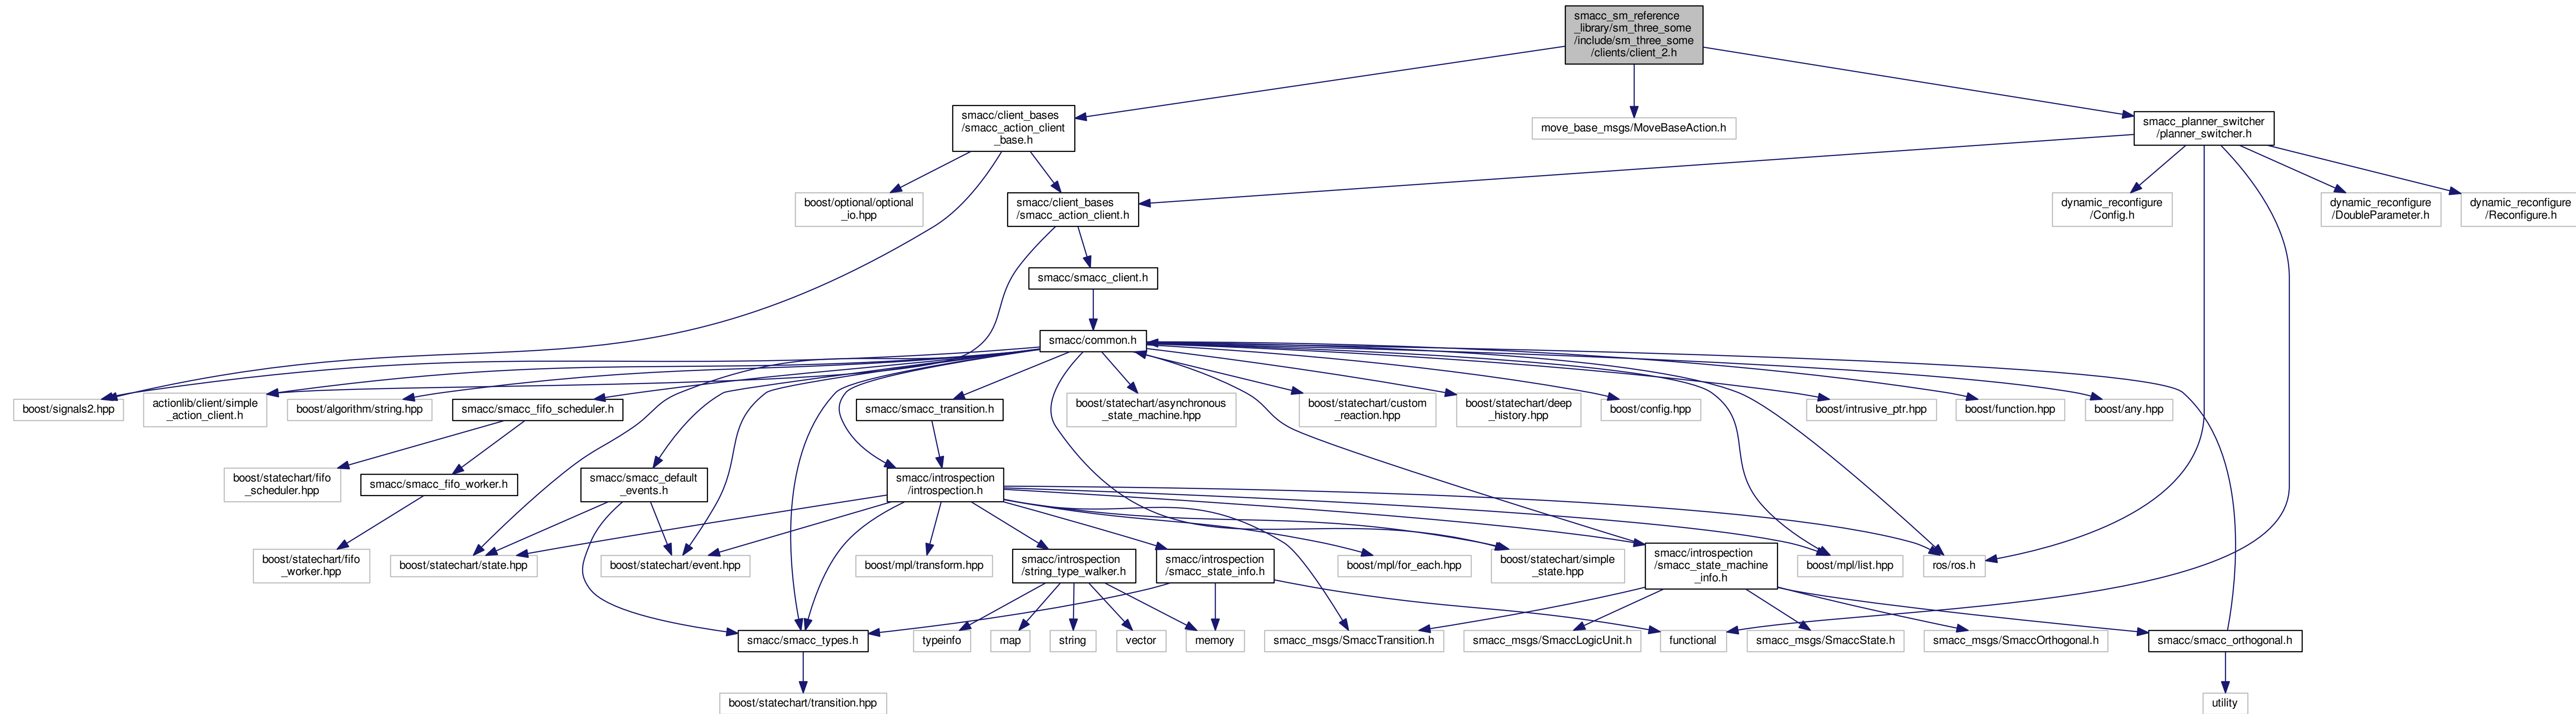 smacc_sm_reference
_library/sm_three_some
/include/sm_three_some
/clients/client_2.h
smacc/client_bases
/smacc_action_client
_base.h
move_base_msgs/MoveBaseAction.h
smacc_planner_switcher
/planner_switcher.h
boost/optional/optional
_io.hpp
smacc/client_bases
/smacc_action_client.h
dynamic_reconfigure
/Config.h
dynamic_reconfigure
/DoubleParameter.h
dynamic_reconfigure
/Reconfigure.h
smacc/smacc_client.h
smacc/common.h
boost/signals2.hpp
actionlib/client/simple
_action_client.h
boost/algorithm/string.hpp
smacc/smacc_fifo_scheduler.h
smacc/smacc_transition.h
boost/statechart/asynchronous
_state_machine.hpp
boost/statechart/custom
_reaction.hpp
boost/statechart/deep
_history.hpp
boost/config.hpp
boost/intrusive_ptr.hpp
boost/function.hpp
boost/any.hpp
boost/statechart/fifo
_scheduler.hpp
smacc/smacc_fifo_worker.h
smacc/smacc_default
_events.h
smacc/introspection
/introspection.h
boost/statechart/fifo
_worker.hpp
boost/statechart/state.hpp
boost/statechart/event.hpp
boost/mpl/transform.hpp
smacc/introspection
/string_type_walker.h
smacc/introspection
/smacc_state_info.h
boost/mpl/for_each.hpp
boost/statechart/simple
_state.hpp
smacc/introspection
/smacc_state_machine
_info.h
boost/mpl/list.hpp
ros/ros.h
smacc/smacc_types.h
typeinfo
map
string
vector
memory
smacc_msgs/SmaccTransition.h
smacc_msgs/SmaccLogicUnit.h
functional
smacc_msgs/SmaccState.h
smacc_msgs/SmaccOrthogonal.h
smacc/smacc_orthogonal.h
boost/statechart/transition.hpp
utility